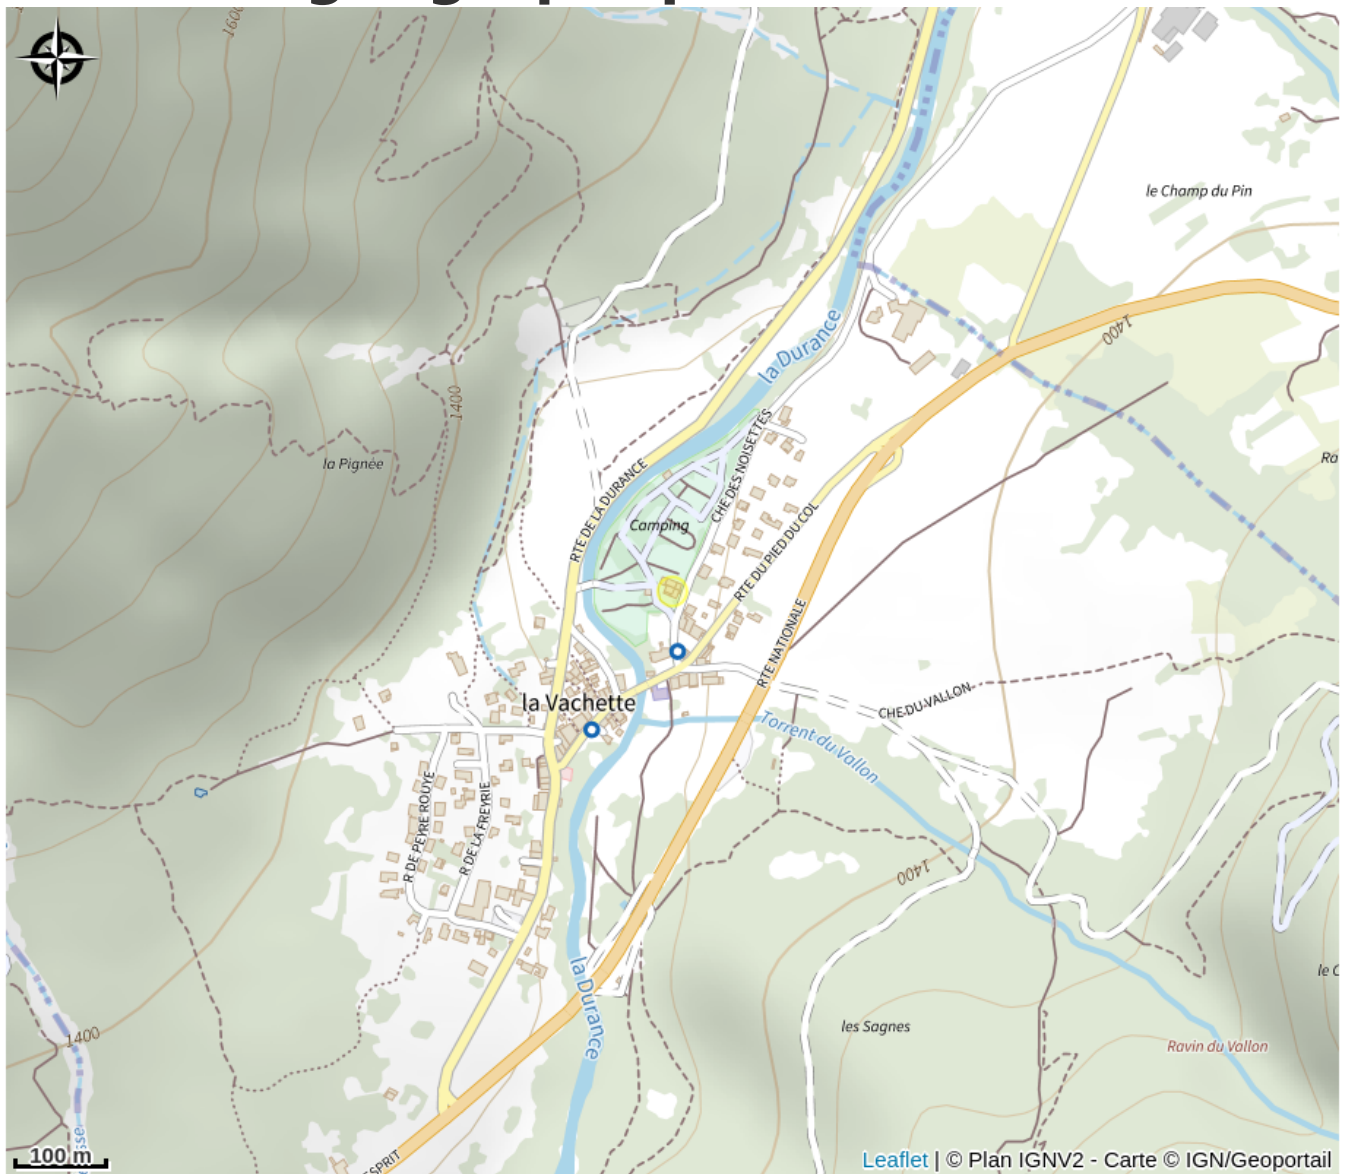 1600
le Champ du Pin
la Durance
1400
1400
CHE DES NOISETTES
la Pignée
Ra
RTE DE LA DURANCE
Camping
RTE DU PIED DU COL
RTE NATIONALE
CHE DU VALLON
la Vachette
Torrent du Vallon
R DE PEYRE ROUYE
R DE LA FREYRIE
1400
la Durance
le C
les Sagnes
1400
Ravin du Vallon
100 m
ESPRIT
Leaflet | © Plan IGNV2 - Carte © IGN/Geoportail